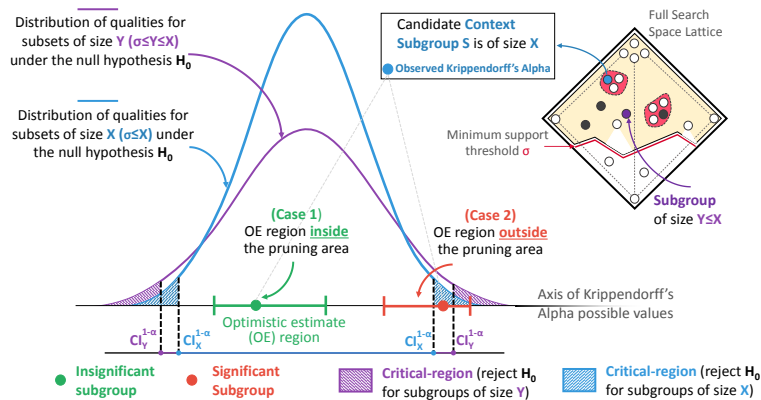 Distribution of qualities for
subsets of size Y (σ≤Y≤X)
under the null hypothesis H0
Distribution of qualities for
subsets of size X (σ≤X) under
the null hypothesis H0
Candidate Context
Subgroup S is of size X
Observed Krippendorff's Alpha
Full Search
Space Lattice
Minimum support
threshold σ
Subgroup
of size Y≤X
(Case 1)
OE region inside
the pruning area
(Case 2)
OE region outside
the pruning area
Optimistic estimate
(OE) region
Axis of Krippendorff's
Alpha possible values
CI_Y^1-α
CI_X^1-α
CI_X^1-α
CI_Y^1-α
Insignificant
subgroup
Significant
Subgroup
Critical-region (reject H0
for subgroups of size Y)
Critical-region (reject H0
for subgroups of size X)